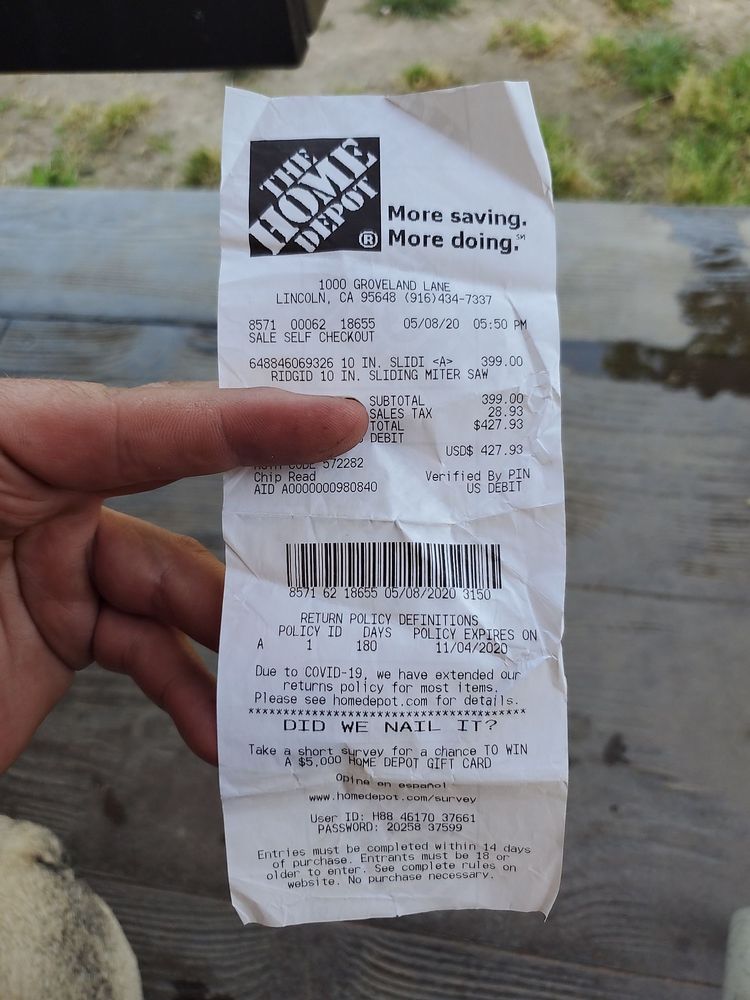 THE
HOME
DEPOT
®
More saving.
More doing.℠
1000 GROVELAND LANE
LINCOLN, CA 95648 (916)434-7337
8571 00062 18655 05/08/20 05:50 PM
SALE SELF CHECKOUT
648846069326 10 IN. SLIDI <A> 399.00
RIDGID 10 IN. SLIDING MITER SAW
SUBTOTAL 399.00
SALES TAX 28.93
TOTAL $427.93
DEBIT
USD$ 427.93
AUTH CODE 572282
Chip Read Verified By PIN
AID A0000000980840 US DEBIT
8571 62 18655 05/08/2020 3150
RETURN POLICY DEFINITIONS
POLICY ID DAYS POLICY EXPIRES ON
A 1 180 11/04/2020
Due to COVID-19, we have extended our
returns policy for most items.
Please see homedepot.com for details.
*****************************************
DID WE NAIL IT?
Take a short survey for a chance TO WIN
A $5,000 HOME DEPOT GIFT CARD
Opine en español
www.homedepot.com/survey
User ID: H88 46170 37661
PASSWORD: 20258 37599
Entries must be completed within 14 days
of purchase. Entrants must be 18 or
older to enter. See complete rules on
website. No purchase necessary.